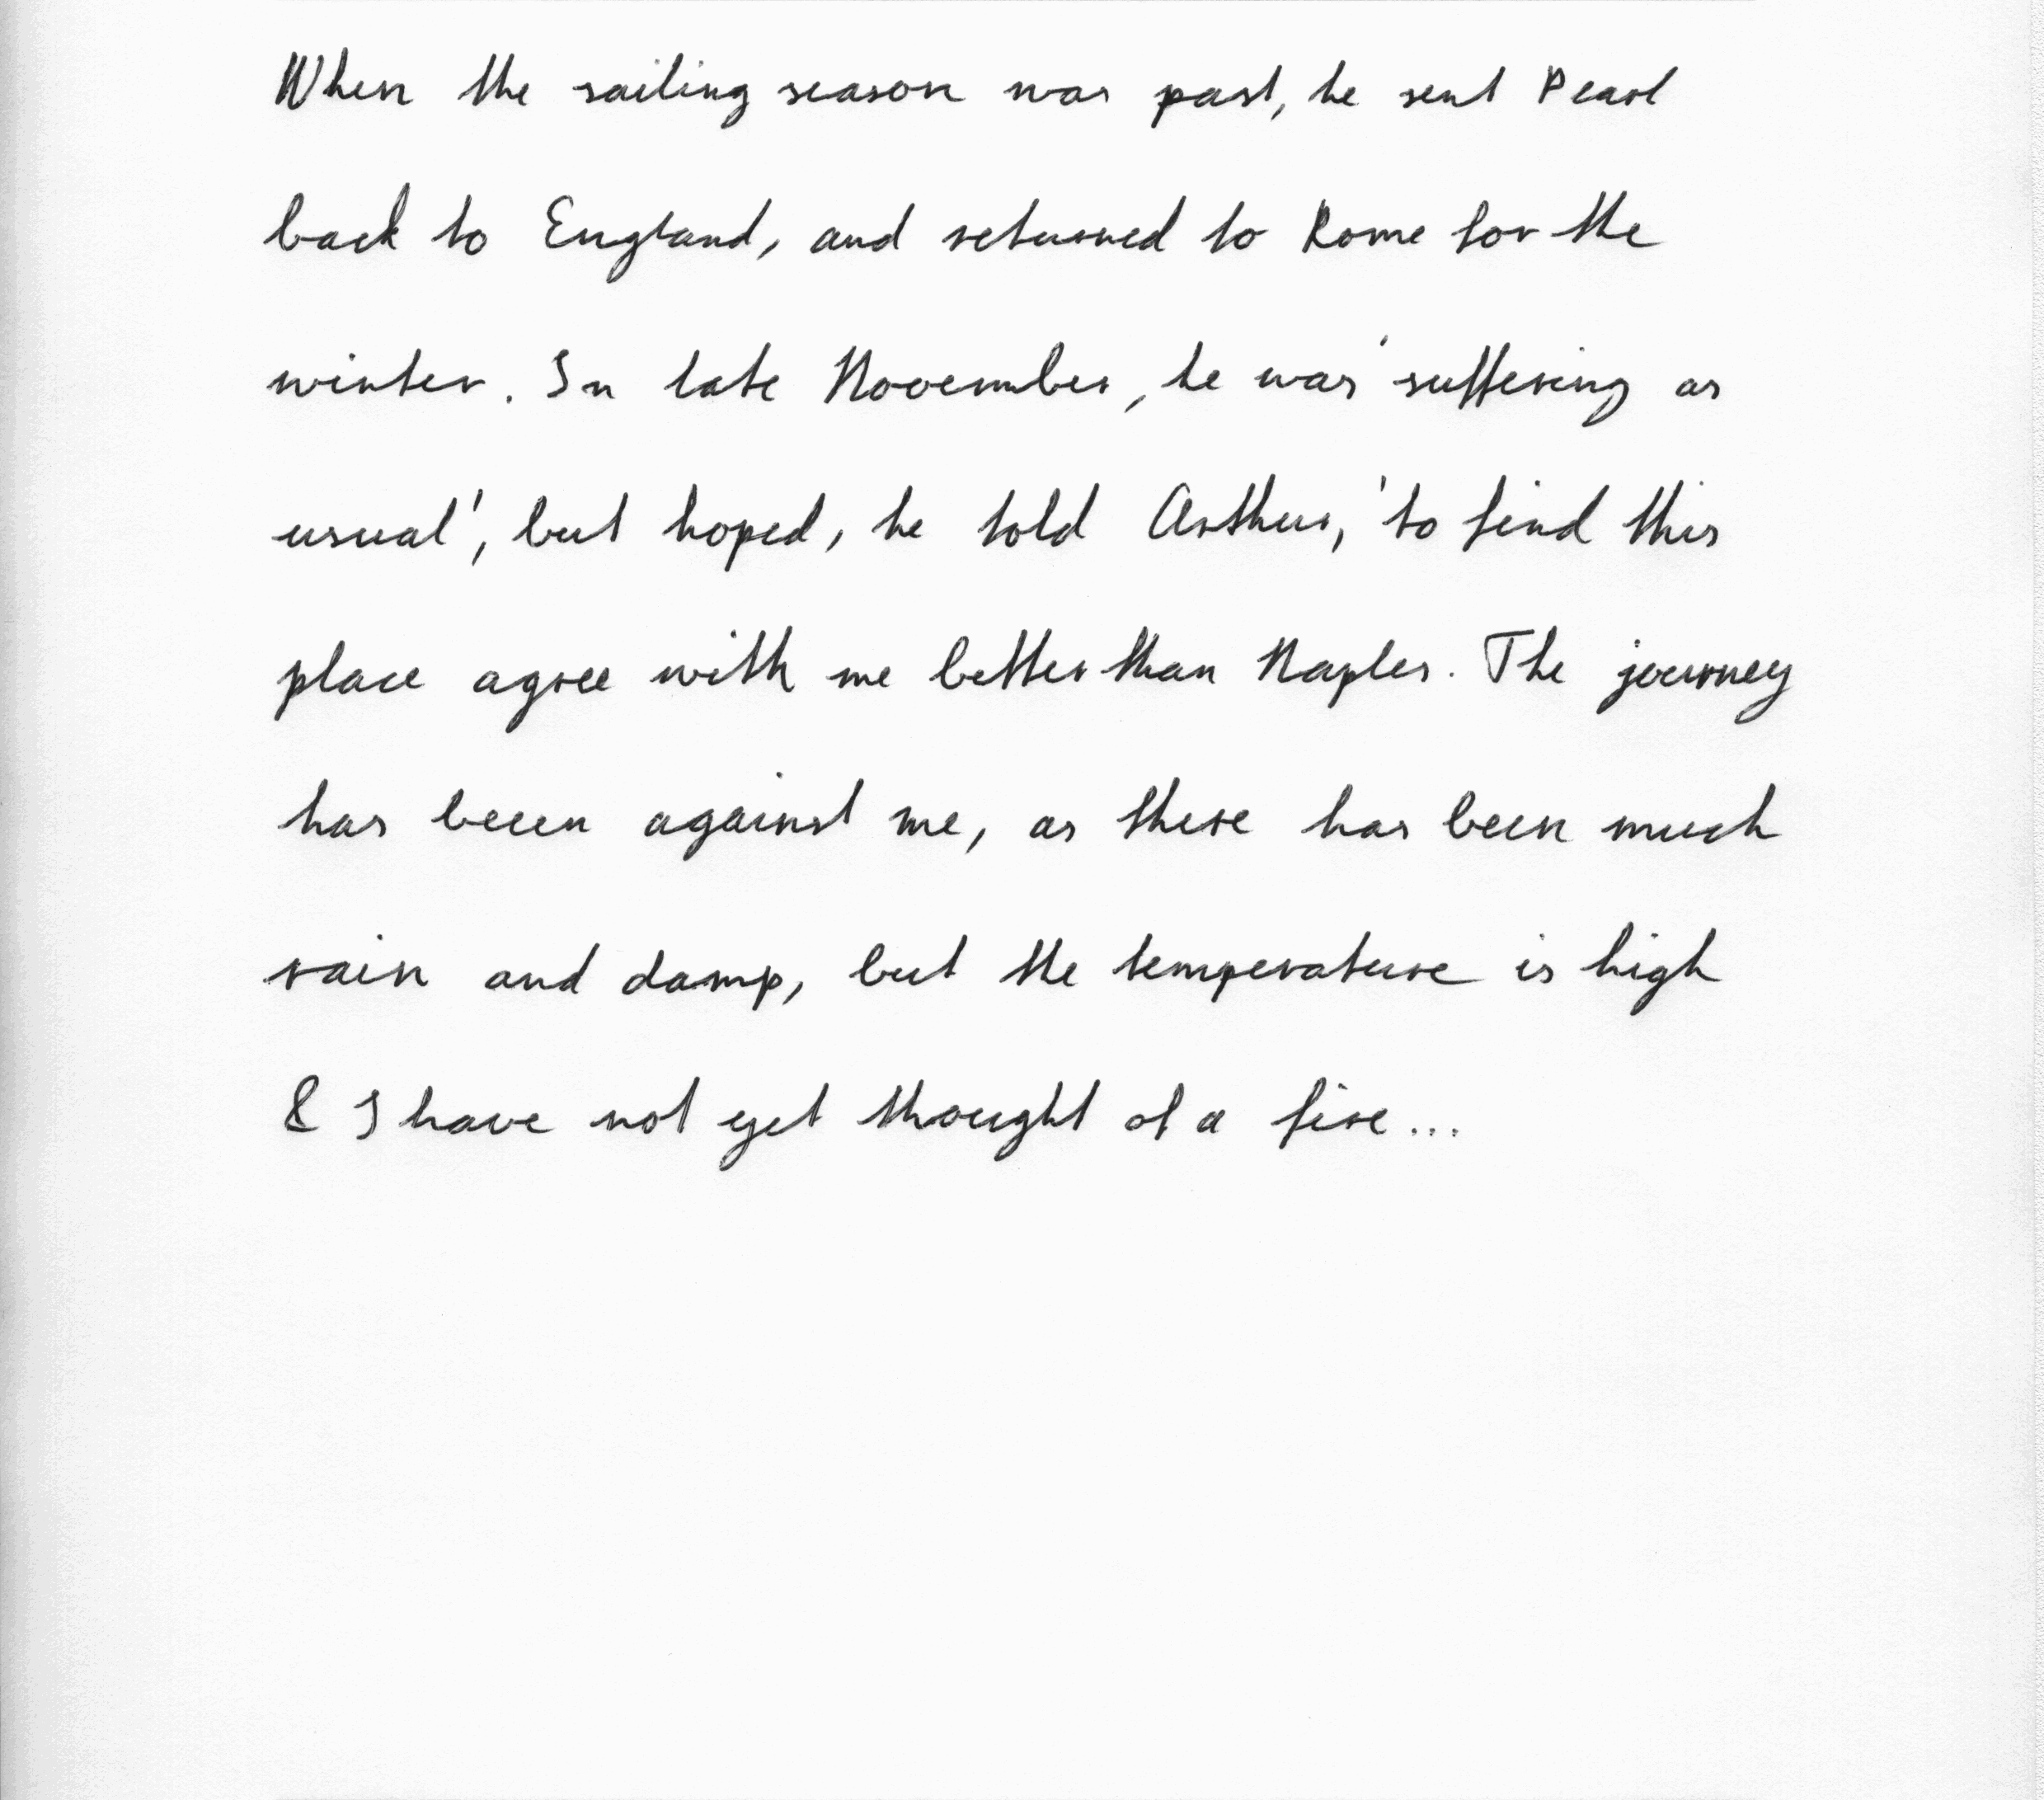 When the sailing season was past, he sent Pearl
back to England, and returned to Rome for the
winter. In late November, he was 'suffering as
usual', but hoped, he told Arthur, 'to find this
place agree with me better than Naples. The journey
has been against me, as there has been much
rain and damp, but the temperature is high
& I have not yet thought of a fire...